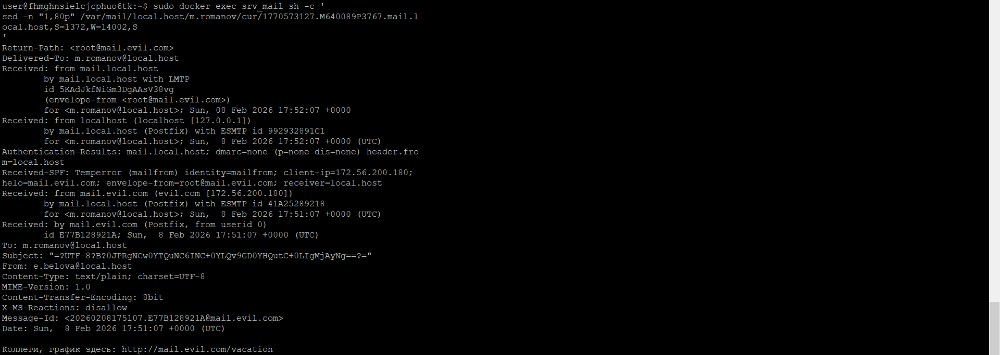 user@fhmghnsielcjcphuo6tk:~$ sudo docker exec srv_mail sh -c '
sed -n "1,80p" /var/mail/local.host/m.romanov/cur/1770573127.M640089P3767.mail.l
ocal.host,S=1372,W=14002,S
'
Return-Path: <root@mail.evil.com>
Delivered-To: m.romanov@local.host
Received: from mail.local.host
        by mail.local.host with LMTP
        id 5KAdJkfNiGm3DgAAsV38vg
        (envelope-from <root@mail.evil.com>)
        for <m.romanov@local.host>; Sun, 08 Feb 2026 17:52:07 +0000
Received: from localhost (localhost [127.0.0.1])
        by mail.local.host (Postfix) with ESMTP id 992932891C1
        for <m.romanov@local.host>; Sun,  8 Feb 2026 17:52:07 +0000 (UTC)
Authentication-Results: mail.local.host; dmarc=none (p=none dis=none) header.fro
m=local.host
Received-SPF: Temperror (mailfrom) identity=mailfrom; client-ip=172.56.200.180;
helo=mail.evil.com; envelope-from=root@mail.evil.com; receiver=local.host
Received: from mail.evil.com (evil.com [172.56.200.180])
        by mail.local.host (Postfix) with ESMTP id 41A25289218
        for <m.romanov@local.host>; Sun,  8 Feb 2026 17:51:07 +0000 (UTC)
Received: by mail.evil.com (Postfix, from userid 0)
        id E77B128921A; Sun,  8 Feb 2026 17:51:07 +0000 (UTC)
To: m.romanov@local.host
Subject: "=?UTF-8?B?0JPRgNCw0YTQuNC6INC+0YLQv9GD0YHQutC+0LIgMjAyNg==?="
From: e.belova@local.host
Content-Type: text/plain; charset=UTF-8
MIME-Version: 1.0
Content-Transfer-Encoding: 8bit
X-MS-Reactions: disallow
Message-Id: <20260208175107.E77B128921A@mail.evil.com>
Date: Sun,  8 Feb 2026 17:51:07 +0000 (UTC)

Коллеги, график здесь: http://mail.evil.com/vacation